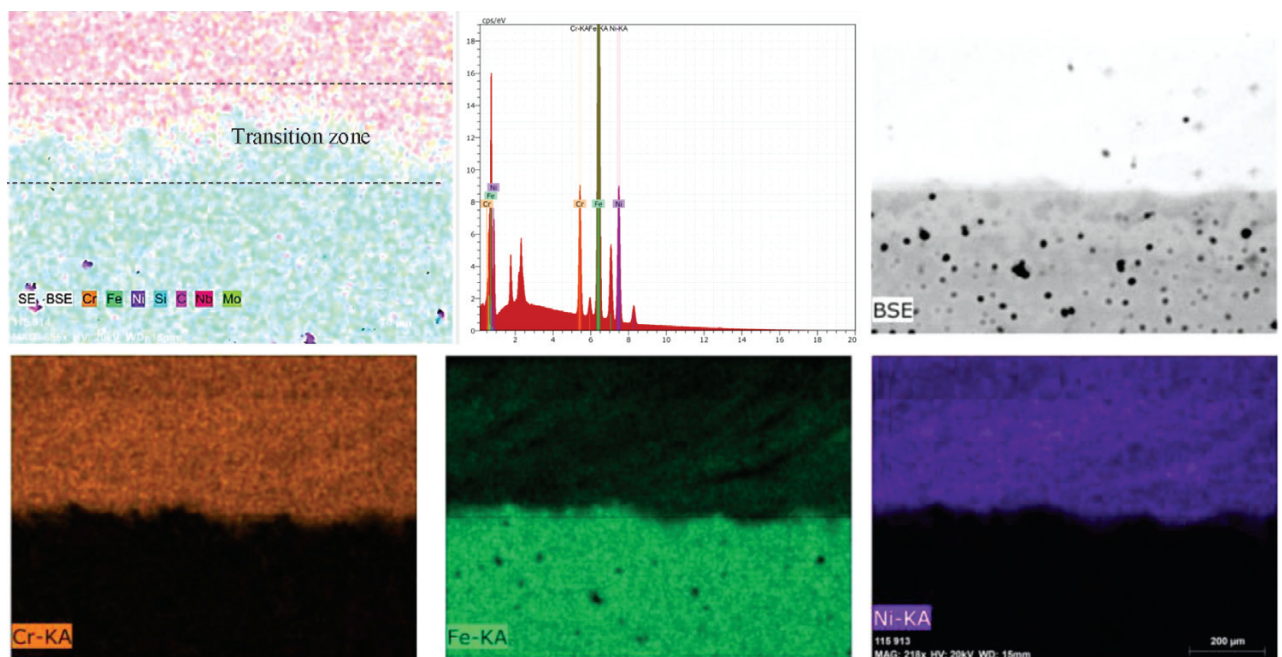 Transition zone
SE BSE Cr Fe Ni Si C Nb Mo
cps/eV
Cr-KA Fe-KA Ni-KA
18
16
14
12
10
8
6
4
2
0
Ni
Fe
Cr
Cr Fe Ni
2 4 6 8 10 12 14 16 18 20
BSE
Cr-KA
Fe-KA
Ni-KA
115 913
200 µm
MAG: 218x HV: 20kV WD: 15mm